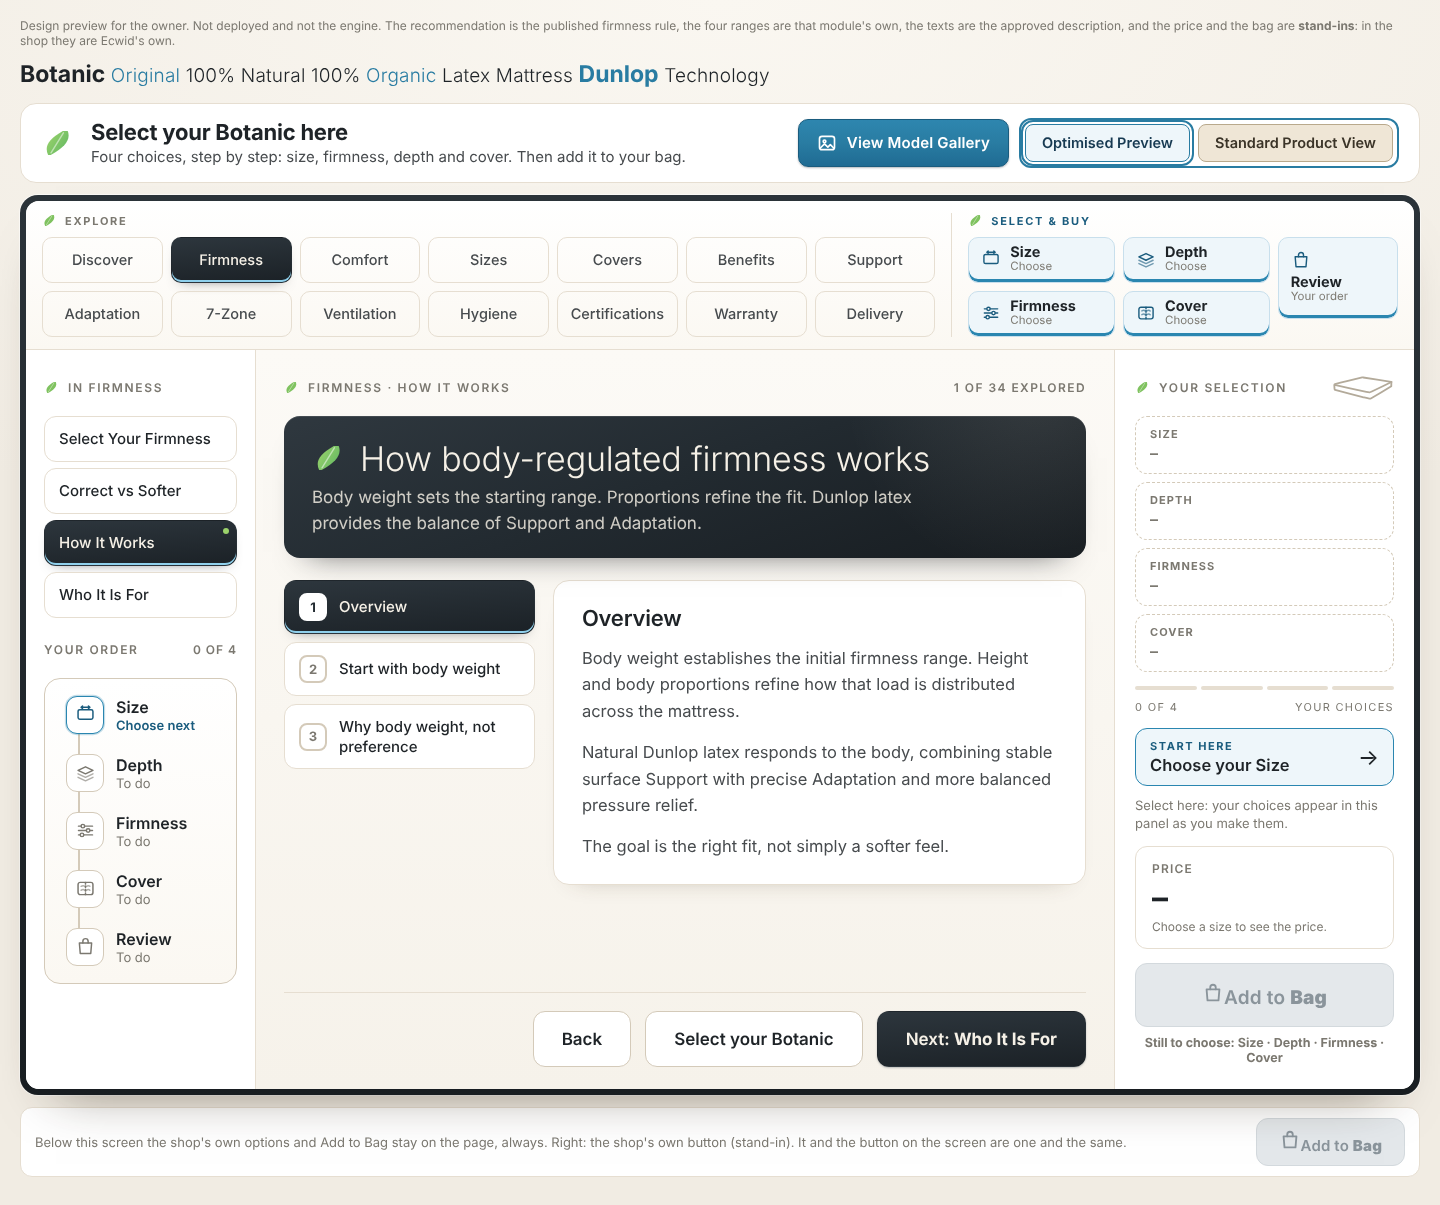 Design preview for the owner. Not deployed and not the engine. The recommendation is the published firmness rule, the four ranges are that module's own, the texts are the approved description, and the price and the bag are stand-ins: in the
shop they are Ecwid's own.
Botanic Original 100% Natural 100% Organic Latex Mattress Dunlop Technology
Select your Botanic here
Four choices, step by step: size, firmness, depth and cover. Then add it to your bag.
View Model Gallery
Optimised Preview
Standard Product View
EXPLORE
Discover
Firmness
Comfort
Sizes
Covers
Benefits
Support
Adaptation
7-Zone
Ventilation
Hygiene
Certifications
Warranty
Delivery
SELECT & BUY
Size
Choose
Depth
Choose
Firmness
Choose
Cover
Choose
Review
Your order
IN FIRMNESS
Select Your Firmness
Correct vs Softer
How It Works
Who It Is For
YOUR ORDER
0 OF 4
Size
Choose next
Depth
To do
Firmness
To do
Cover
To do
Review
To do
FIRMNESS · HOW IT WORKS
1 OF 34 EXPLORED
How body-regulated firmness works
Body weight sets the starting range. Proportions refine the fit. Dunlop latex
provides the balance of Support and Adaptation.
1 Overview
2 Start with body weight
3 Why body weight, not
preference
Overview
Body weight establishes the initial firmness range. Height
and body proportions refine how that load is distributed
across the mattress.
Natural Dunlop latex responds to the body, combining stable
surface Support with precise Adaptation and more balanced
pressure relief.
The goal is the right fit, not simply a softer feel.
Back
Select your Botanic
Next: Who It Is For
YOUR SELECTION
SIZE
–
DEPTH
–
FIRMNESS
–
COVER
–
0 OF 4
YOUR CHOICES
START HERE
Choose your Size
Select here: your choices appear in this
panel as you make them.
PRICE
–
Choose a size to see the price.
Add to Bag
Still to choose: Size · Depth · Firmness ·
Cover
Below this screen the shop's own options and Add to Bag stay on the page, always. Right: the shop's own button (stand-in). It and the button on the screen are one and the same.
Add to Bag